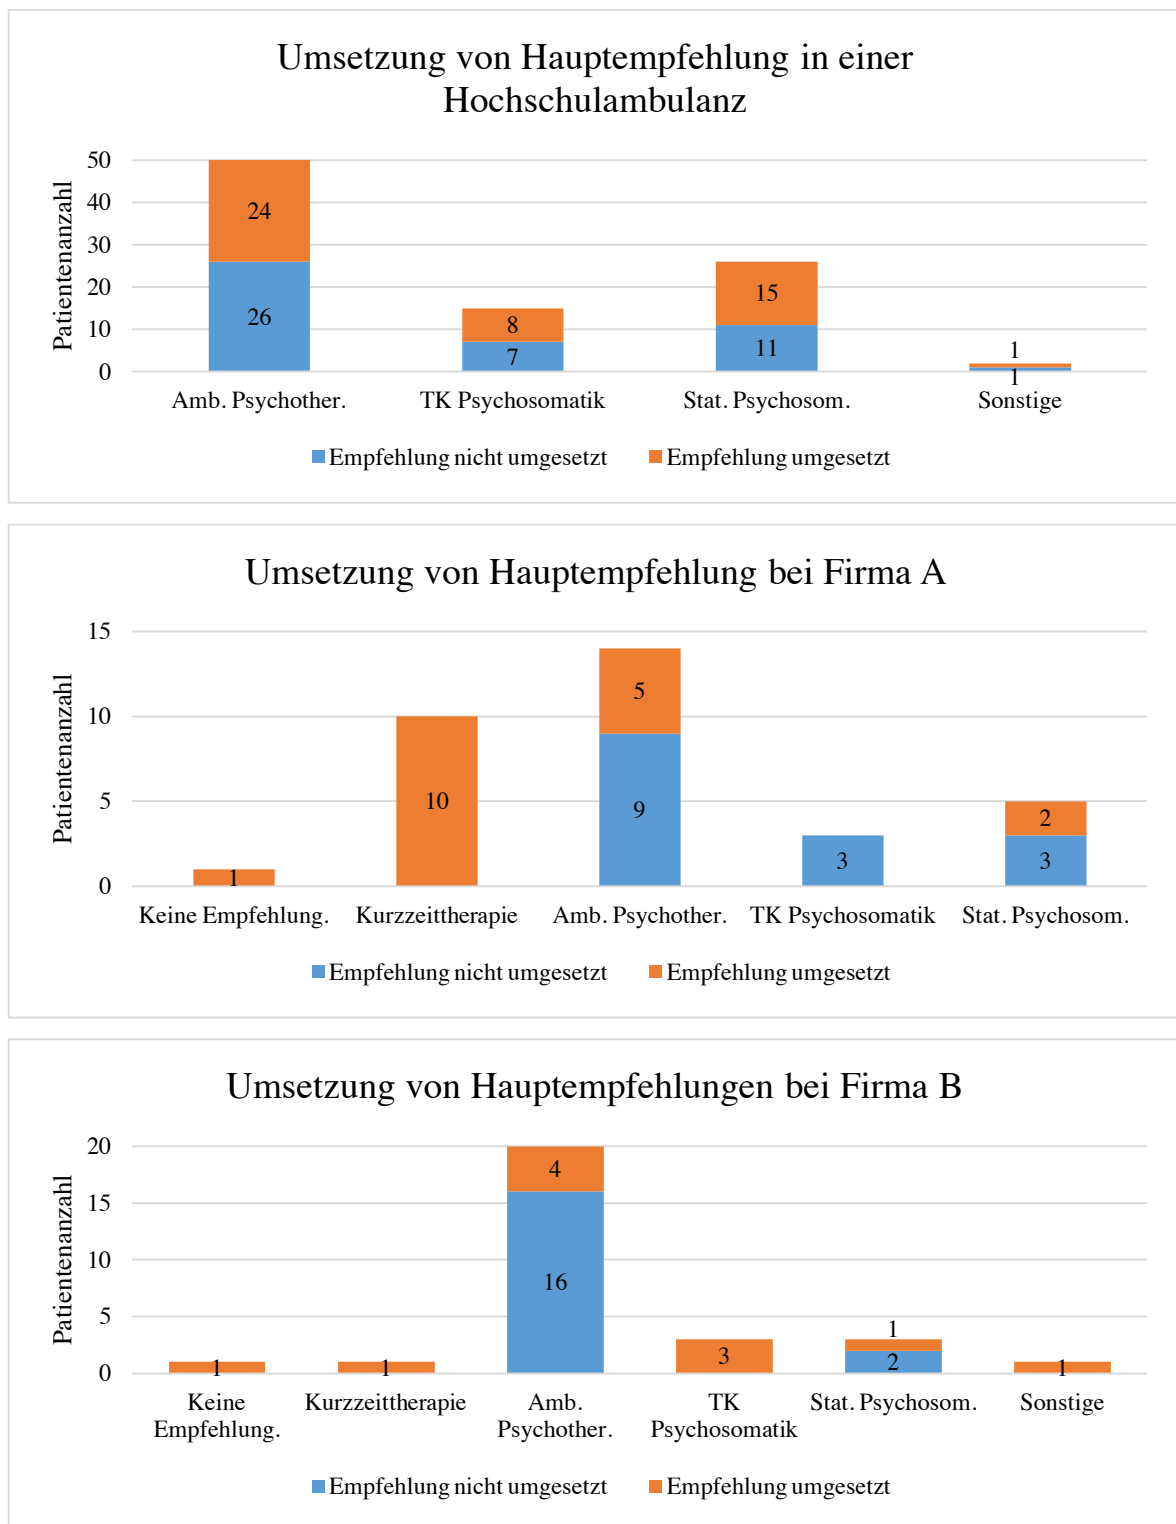 Umsetzung von Hauptempfehlung in einer
Hochschulambulanz
Patientenanzahl
50
40
30
20
10
0
24
26
8
7
15
11
1
1
Amb. Psychother.
TK Psychosomatik
Stat. Psychosom.
Sonstige
Empfehlung nicht umgesetzt
Empfehlung umgesetzt
Umsetzung von Hauptempfehlung bei Firma A
Patientenanzahl
15
10
5
0
1
10
5
9
3
2
3
Keine Empfehlung.
Kurzzeittherapie
Amb. Psychother.
TK Psychosomatik
Stat. Psychosom.
Empfehlung nicht umgesetzt
Empfehlung umgesetzt
Umsetzung von Hauptempfehlungen bei Firma B
Patientenanzahl
20
15
10
5
0
1
1
4
16
3
1
2
1
Keine
Empfehlung.
Kurzzeittherapie
Amb.
Psychother.
TK
Psychosomatik
Stat. Psychosom.
Sonstige
Empfehlung nicht umgesetzt
Empfehlung umgesetzt